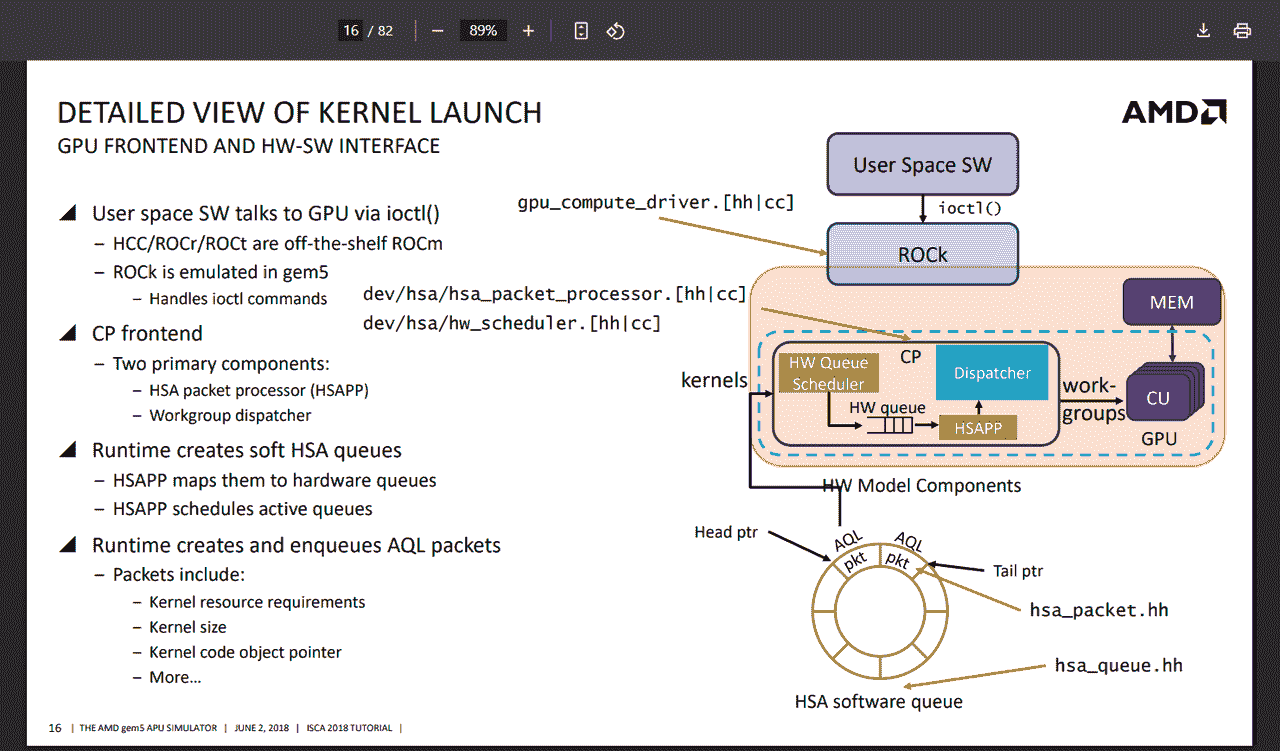 16 / 82
89%
DETAILED VIEW OF KERNEL LAUNCH
GPU FRONTEND AND HW-SW INTERFACE
AMD
User space SW talks to GPU via ioctl()
– HCC/ROCr/ROCt are off-the-shelf ROCm
– ROCk is emulated in gem5
– Handles ioctl commands
CP frontend
– Two primary components:
– HSA packet processor (HSAPP)
– Workgroup dispatcher
Runtime creates soft HSA queues
– HSAPP maps them to hardware queues
– HSAPP schedules active queues
Runtime creates and enqueues AQL packets
– Packets include:
– Kernel resource requirements
– Kernel size
– Kernel code object pointer
– More...
User Space SW
gpu_compute_driver.[hh|cc]
ioctl()
ROCk
dev/hsa/hsa_packet_processor.[hh|cc]
dev/hsa/hw_scheduler.[hh|cc]
MEM
CP
HW Queue
Scheduler
Dispatcher
kernels
HW queue
HSAPP
work-
groups
CU
GPU
HW Model Components
Head ptr
AQL
pkt
AQL
pkt
Tail ptr
hsa_packet.hh
hsa_queue.hh
HSA software queue
16 | THE AMD gem5 APU SIMULATOR | JUNE 2, 2018 | ISCA 2018 TUTORIAL |